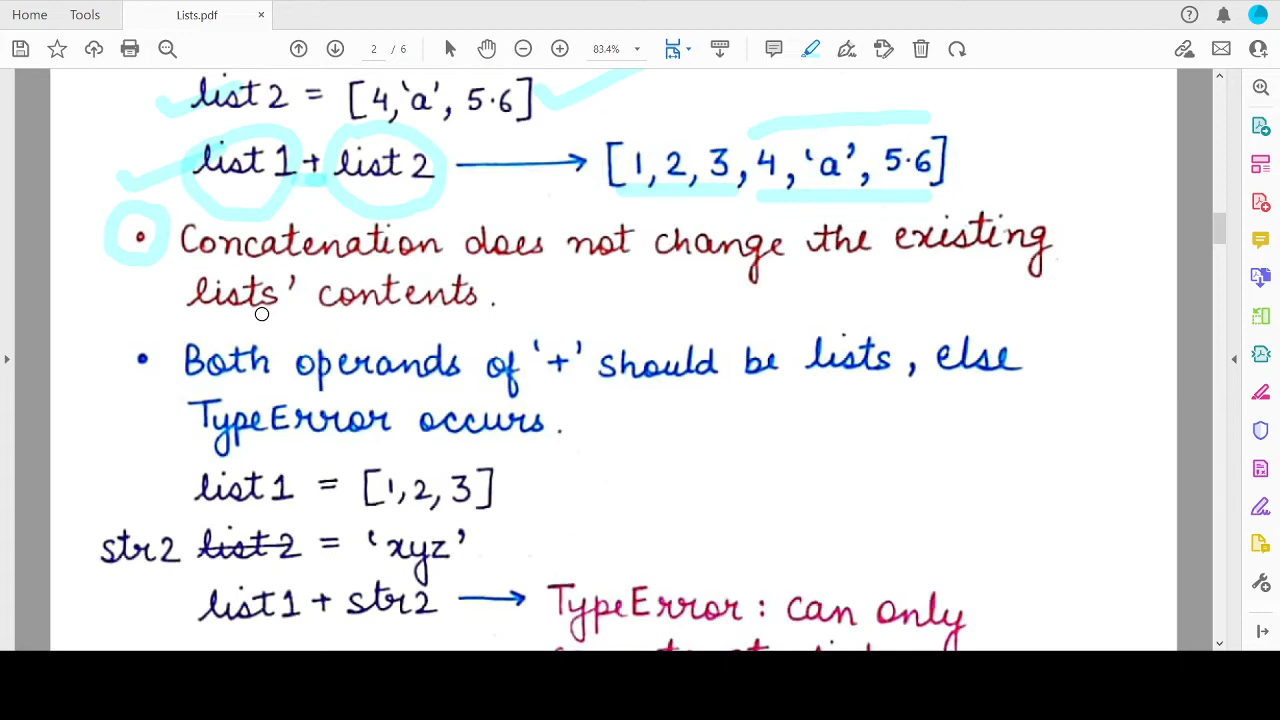 Home Tools Lists.pdf ×
2 / 6 83.4%
list 2 = [4,'a', 5.6]
list 1 + list 2 → [1, 2, 3, 4, 'a', 5.6]
• Concatenation does not change the existing
lists' contents.
• Both operands of '+' should be lists, else
TypeError occurs.
list 1 = [1, 2, 3]
str2 list 2 = 'xyz'
list1 + str2 → TypeError: can only